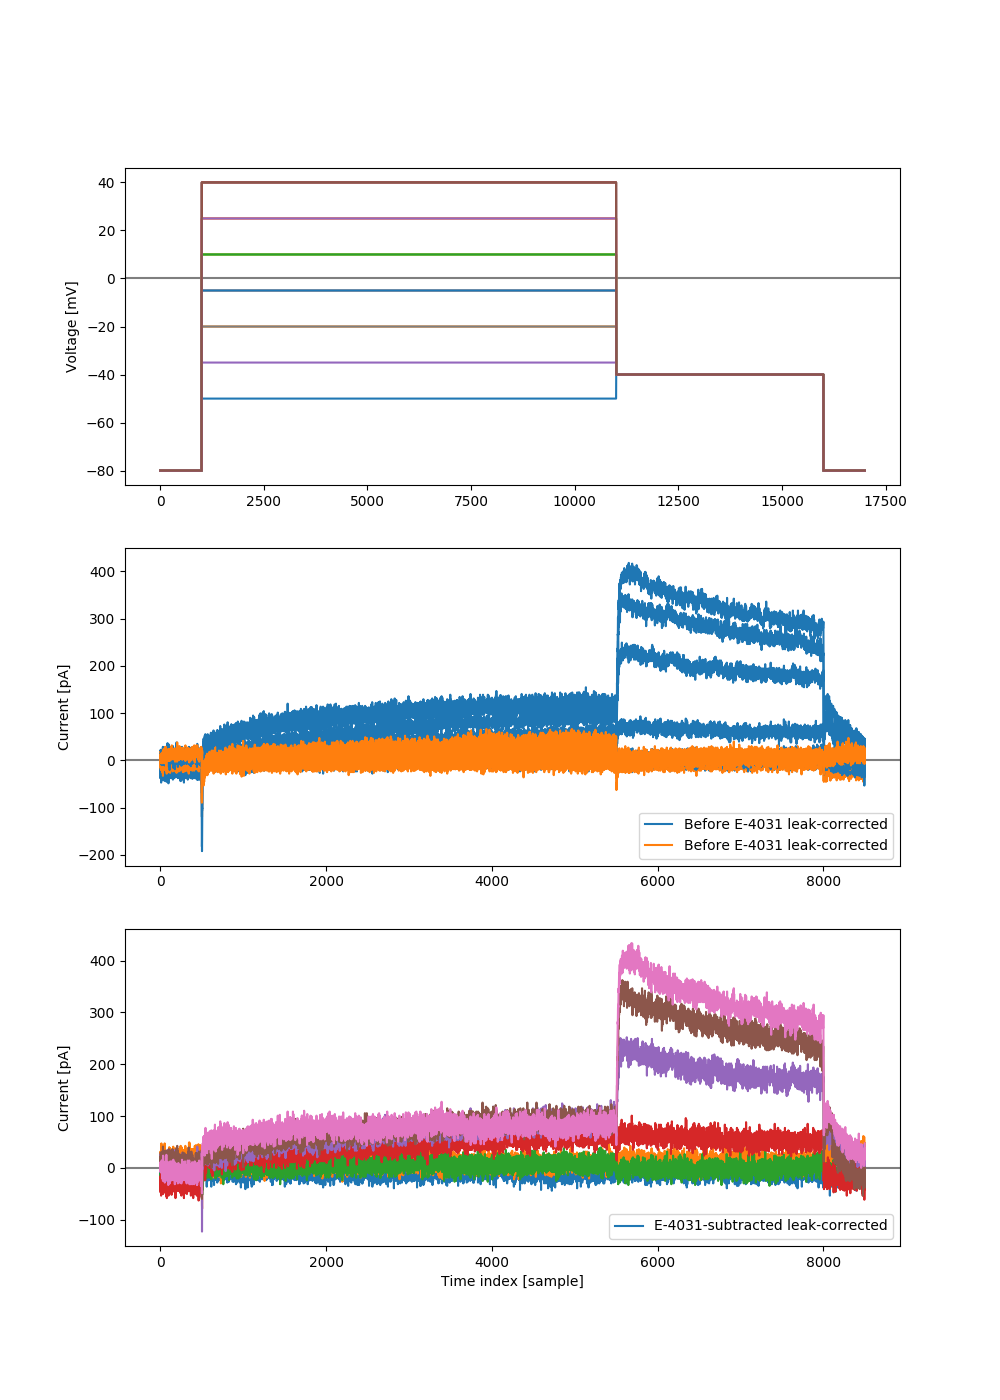 Voltage [mV]
40
20
0
−20
−40
−60
−80
0 2500 5000 7500 10000 12500 15000 17500
Current [pA]
400
300
200
100
0
−100
−200
Before E-4031 leak-corrected
Before E-4031 leak-corrected
0 2000 4000 6000 8000
Current [pA]
400
300
200
100
0
−100
E-4031-subtracted leak-corrected
0 2000 4000 6000 8000
Time index [sample]